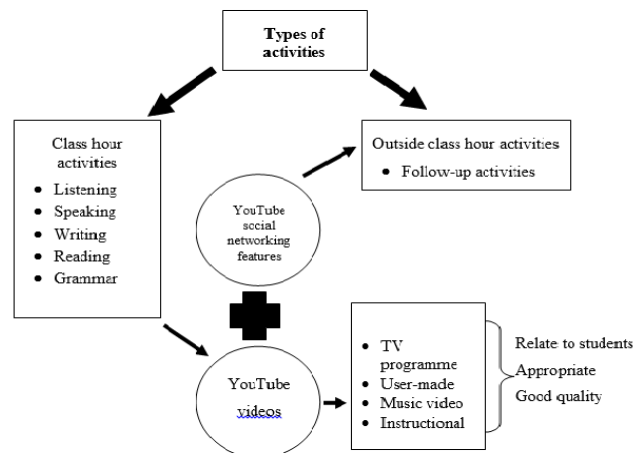 Types of
activities
Class hour
activities
• Listening
• Speaking
• Writing
• Reading
• Grammar
Outside class hour activities
• Follow-up activities
YouTube
social
networking
features
YouTube
videos
• TV
programme
• User-made
• Music video
• Instructional
Relate to students
Appropriate
Good quality